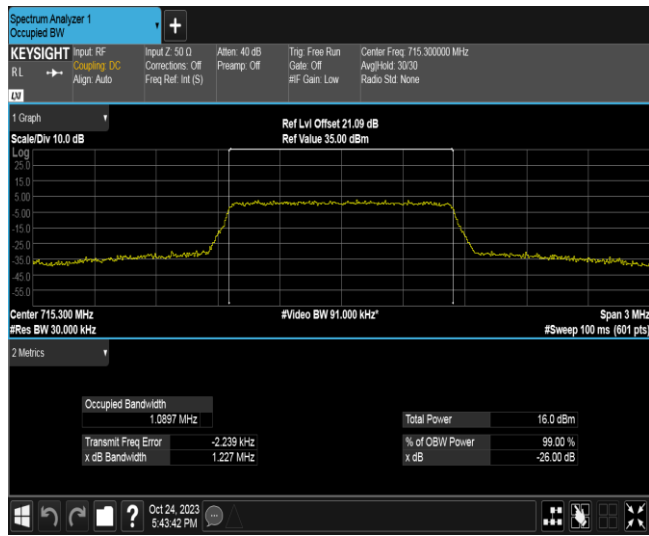 Spectrum Analyzer 1
Occupied BW
+
KEYSIGHT
RL
LXI
Input: RF
Coupling: DC
Align: Auto
Input Z: 50 Ω
Corrections: Off
Freq Ref: Int (S)
Atten: 40 dB
Preamp: Off
Trig: Free Run
Gate: Off
#IF Gain: Low
Center Freq: 715.300000 MHz
Avg|Hold: 30/30
Radio Std: None
1 Graph
Scale/Div 10.0 dB
Ref Lvl Offset 21.09 dB
Ref Value 35.00 dBm
Log
25.0
15.0
5.00
-5.00
-15.0
-25.0
-35.0
-45.0
-55.0
Center 715.300 MHz
#Res BW 30.000 kHz
#Video BW 91.000 kHz*
Span 3 MHz
#Sweep 100 ms (601 pts)
2 Metrics
Occupied Bandwidth
1.0897 MHz
Transmit Freq Error -2.239 kHz
x dB Bandwidth 1.227 MHz
Total Power 16.0 dBm
% of OBW Power 99.00 %
x dB -26.00 dB
?
Oct 24, 2023
5:43:42 PM